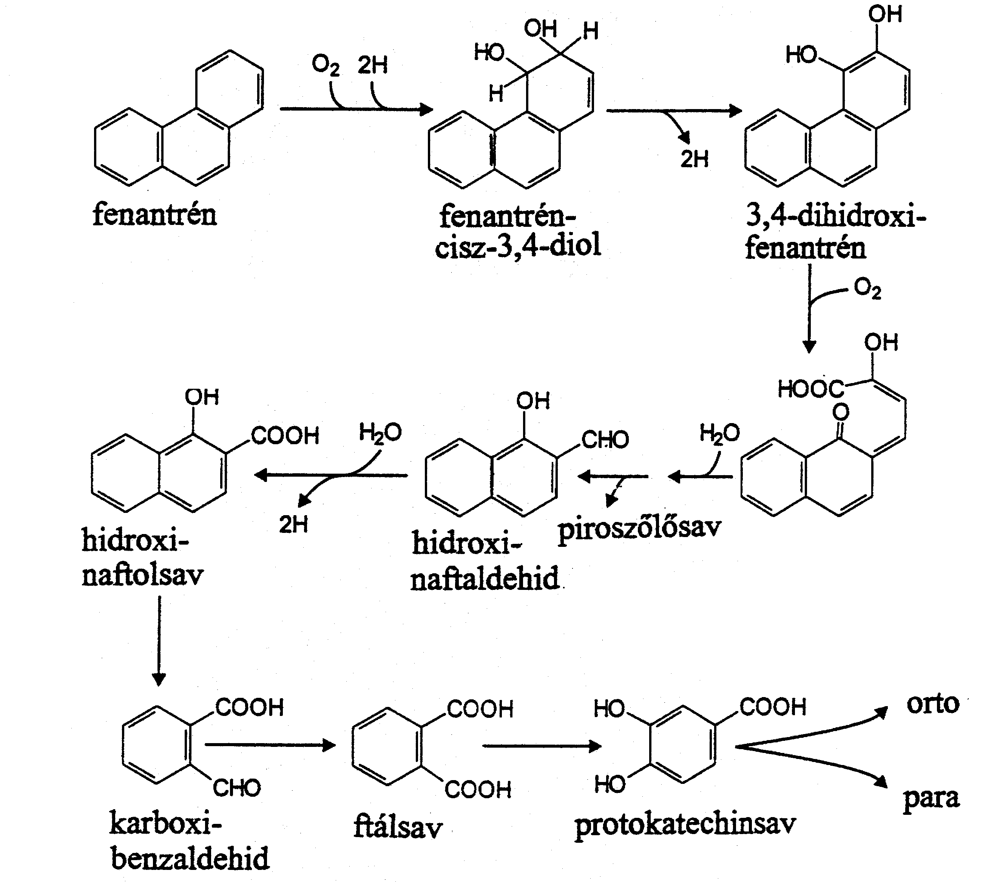 OH
OH H
HO
HO
O2 2H
H
2H
fenantrén
fenantrén-
cisz-3,4-diol
3,4-dihidroxi-
fenantrén
O2
OH
HOOC
O
H2O
OH
CHO
H2O
OH
COOH
2H
piroszőlősav
hidroxi-
naftaldehid
hidroxi-
naftolsav
COOH
CHO
karboxi-
benzaldehid
COOH
COOH
ftálsav
HO
COOH
HO
protokatechinsav
orto
para